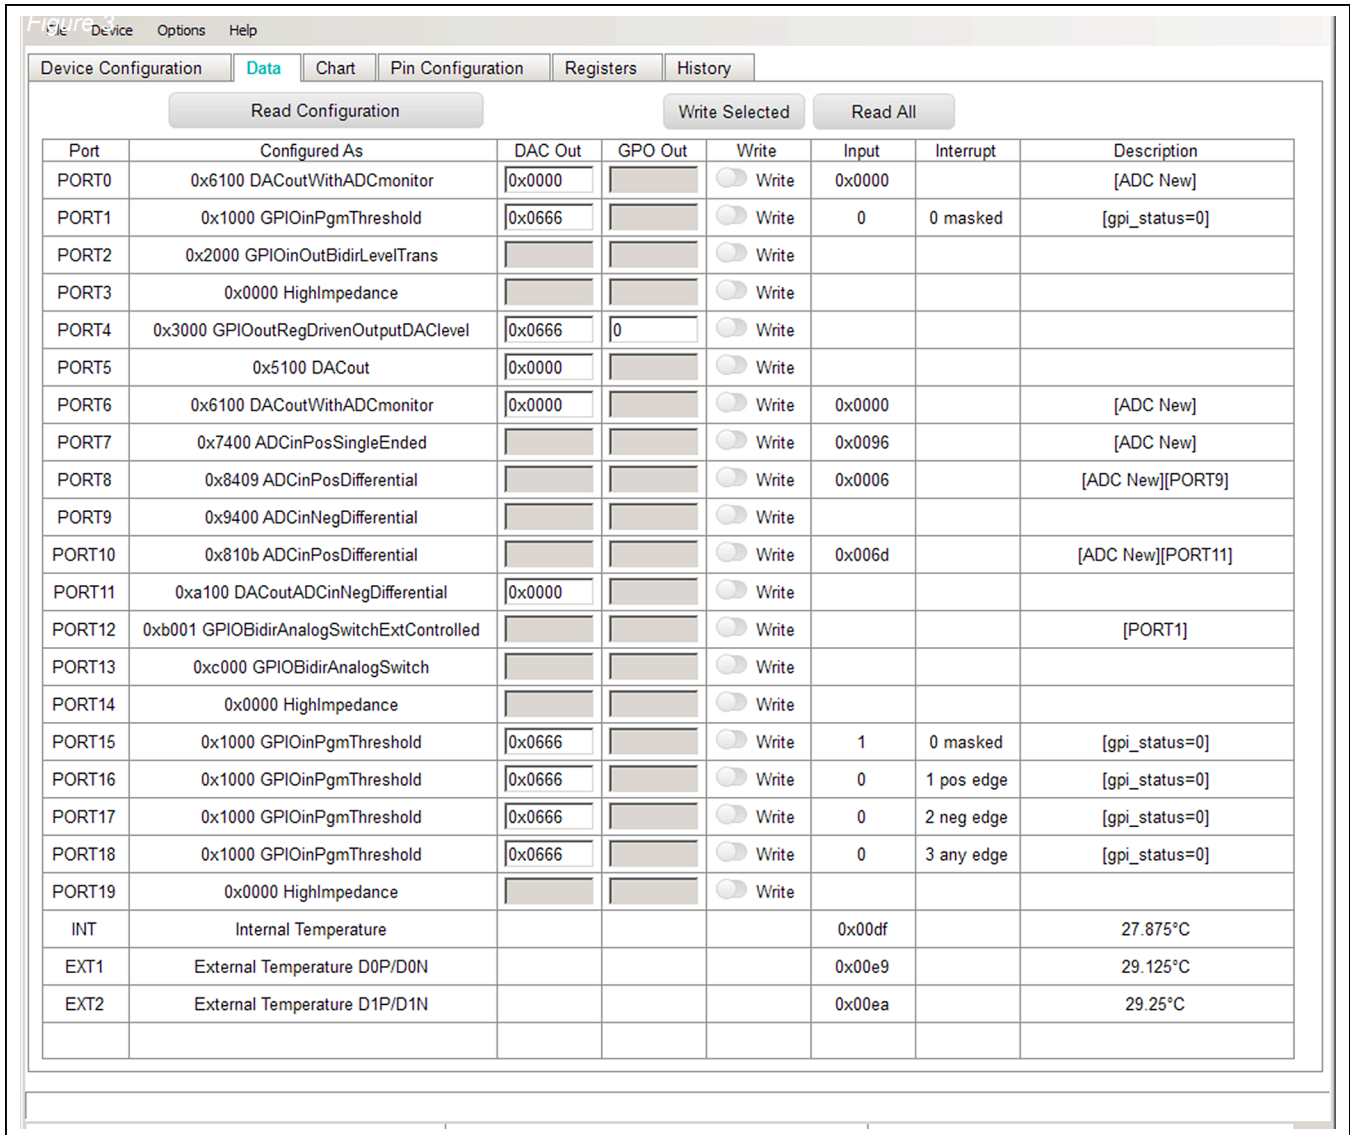 Figure 3
File Device Options Help
Device Configuration Data Chart Pin Configuration Registers History
Read Configuration Write Selected Read All
Port Configured As DAC Out GPO Out Write Input Interrupt Description
PORT0 0x6100 DACoutWithADCmonitor 0x0000 Write 0x0000 [ADC New]
PORT1 0x1000 GPIOinPgmThreshold 0x0666 Write 0 0 masked [gpi_status=0]
PORT2 0x2000 GPIOinOutBidirLevelTrans Write
PORT3 0x0000 HighImpedance Write
PORT4 0x3000 GPIOoutRegDrivenOutputDAClevel 0x0666 0 Write
PORT5 0x5100 DACout 0x0000 Write
PORT6 0x6100 DACoutWithADCmonitor 0x0000 Write 0x0000 [ADC New]
PORT7 0x7400 ADCinPosSingleEnded Write 0x0096 [ADC New]
PORT8 0x8409 ADCinPosDifferential Write 0x0006 [ADC New][PORT9]
PORT9 0x9400 ADCinNegDifferential Write
PORT10 0x810b ADCinPosDifferential Write 0x006d [ADC New][PORT11]
PORT11 0xa100 DACoutADCinNegDifferential 0x0000 Write
PORT12 0xb001 GPIOBidirAnalogSwitchExtControlled Write [PORT1]
PORT13 0xc000 GPIOBidirAnalogSwitch Write
PORT14 0x0000 HighImpedance Write
PORT15 0x1000 GPIOinPgmThreshold 0x0666 Write 1 0 masked [gpi_status=0]
PORT16 0x1000 GPIOinPgmThreshold 0x0666 Write 0 1 pos edge [gpi_status=0]
PORT17 0x1000 GPIOinPgmThreshold 0x0666 Write 0 2 neg edge [gpi_status=0]
PORT18 0x1000 GPIOinPgmThreshold 0x0666 Write 0 3 any edge [gpi_status=0]
PORT19 0x0000 HighImpedance Write
INT Internal Temperature 0x00df 27.875°C
EXT1 External Temperature D0P/D0N 0x00e9 29.125°C
EXT2 External Temperature D1P/D1N 0x00ea 29.25°C